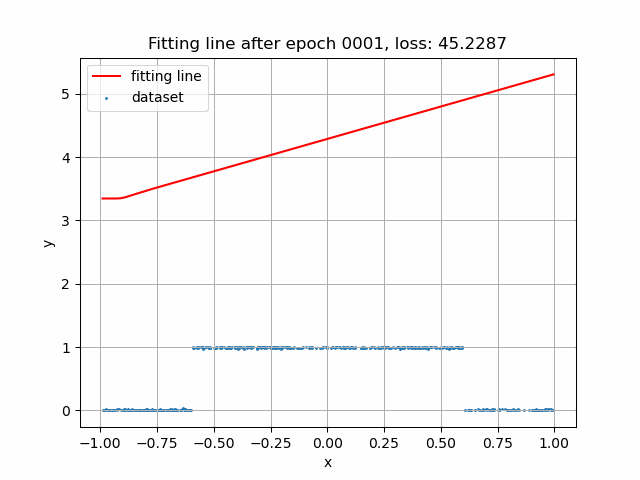 Fitting line after epoch 0001, loss: 45.2287
fitting line
dataset
5
4
3
2
1
0
y
−1.00 −0.75 −0.50 −0.25 0.00 0.25 0.50 0.75 1.00
x